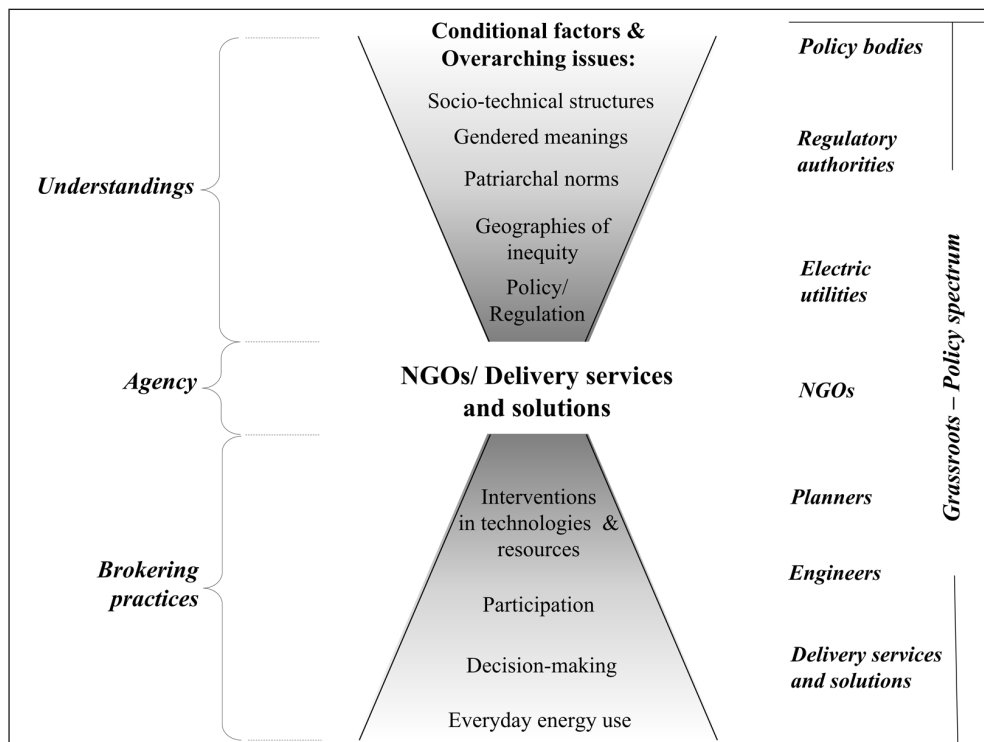 Conditional factors &
Overarching issues:
Socio-technical structures
Gendered meanings
Patriarchal norms
Geographies of
inequity
Policy/
Regulation
NGOs/ Delivery services
and solutions
Interventions
in technologies &
resources
Participation
Decision-making
Everyday energy use
Understandings
Agency
Brokering
practices
Policy bodies
Regulatory
authorities
Electric
utilities
NGOs
Planners
Engineers
Delivery services
and solutions
Grassroots – Policy spectrum